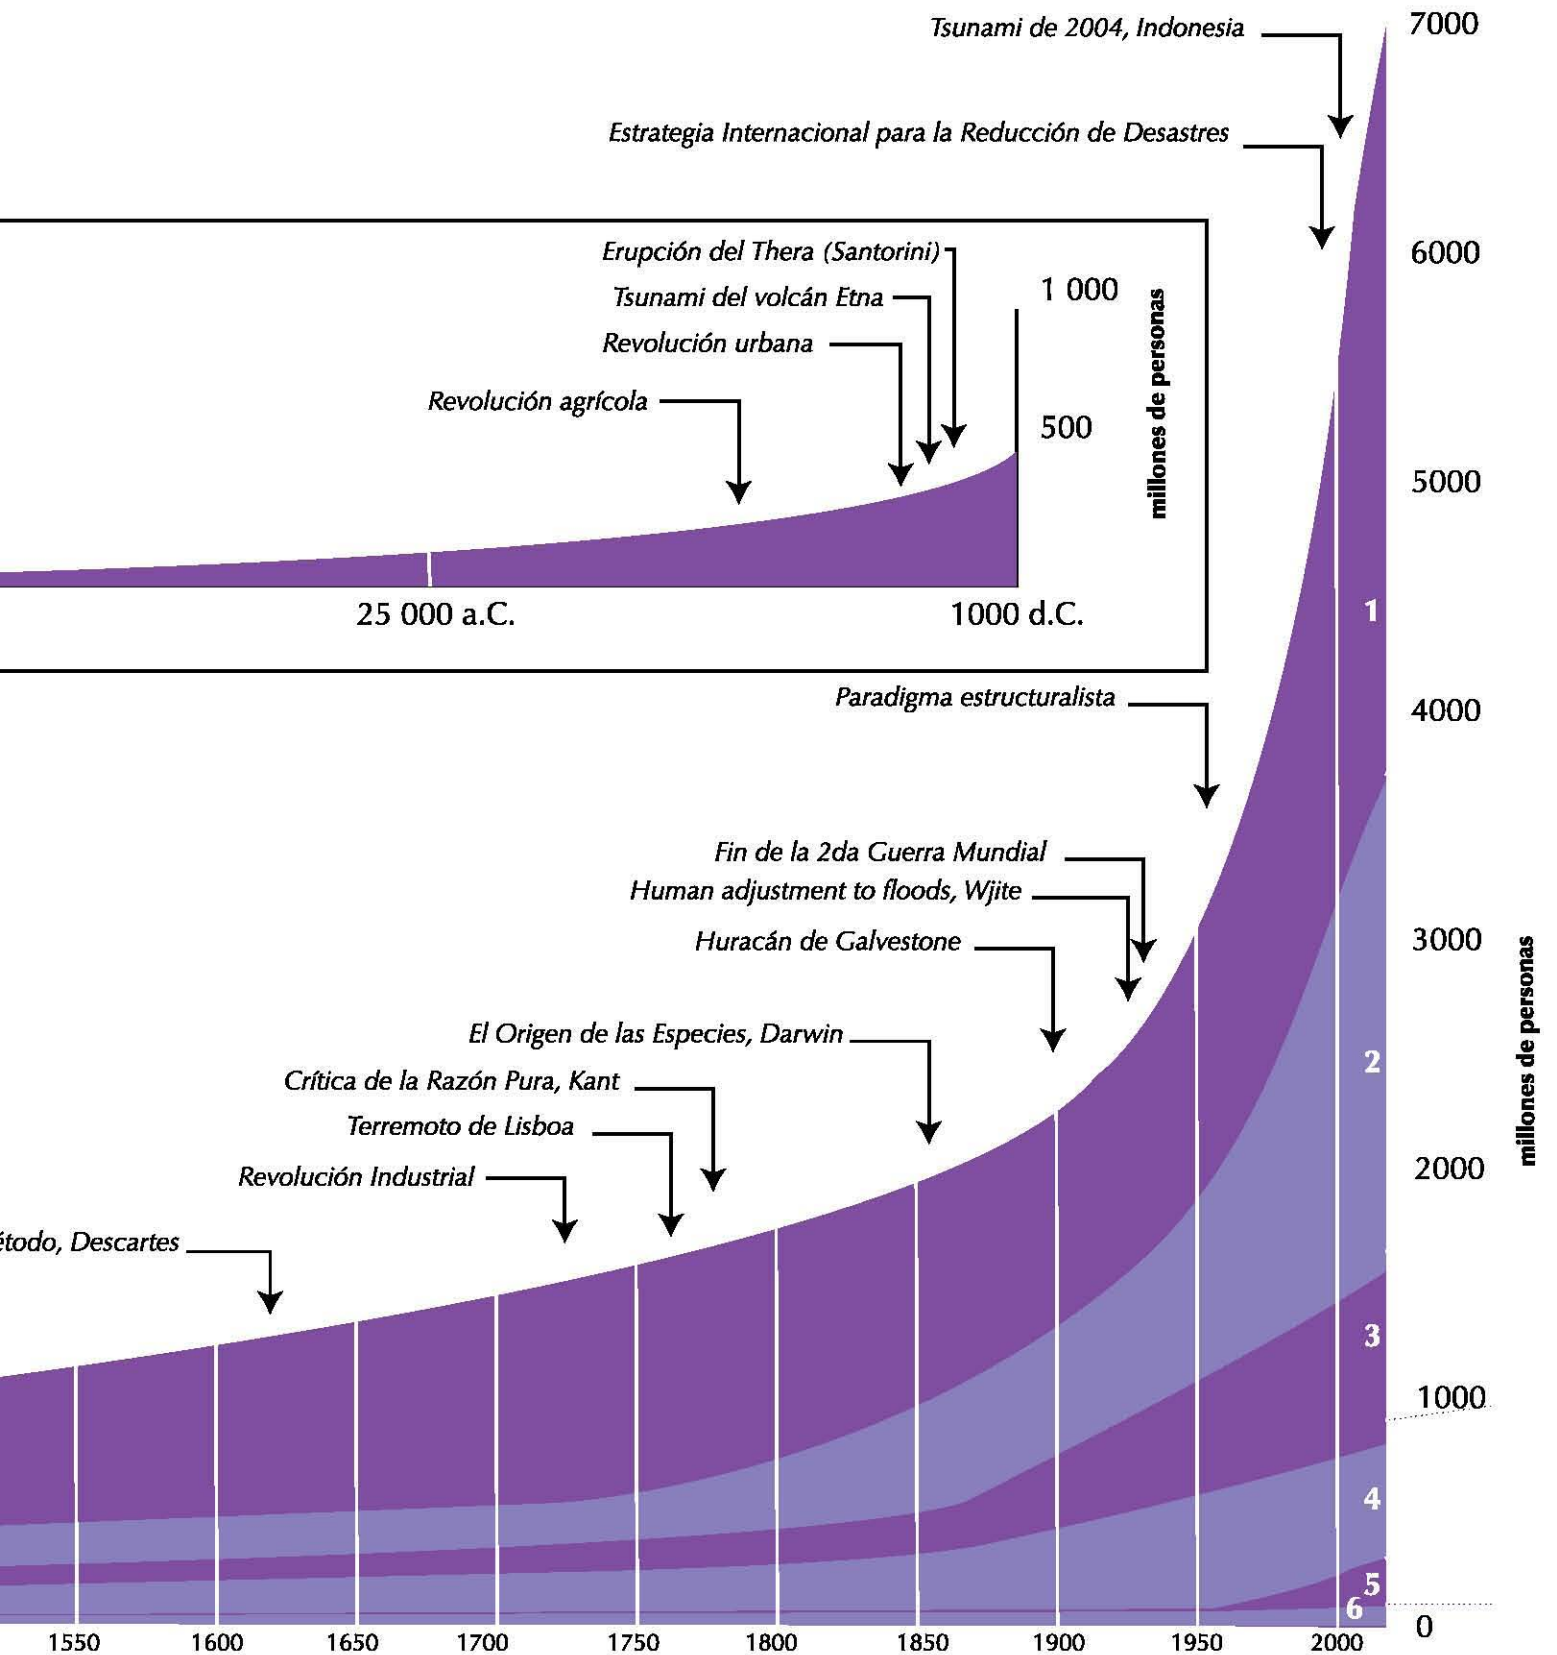 Tsunami de 2004, Indonesia
7000
Estrategia Internacional para la Reducción de Desastres
6000
Erupción del Thera (Santorini)
1 000
Tsunami del volcán Etna
Revolución urbana
Revolución agrícola
500
millones de personas
5000
25 000 a.C.
1000 d.C.
1
Paradigma estructuralista
4000
Fin de la 2da Guerra Mundial
Human adjustment to floods, Wjite
Huracán de Galvestone
3000
millones de personas
El Origen de las Especies, Darwin
2
Crítica de la Razón Pura, Kant
Terremoto de Lisboa
2000
Revolución Industrial
étodo, Descartes
3
1000
4
5
6
0
1550
1600
1650
1700
1750
1800
1850
1900
1950
2000